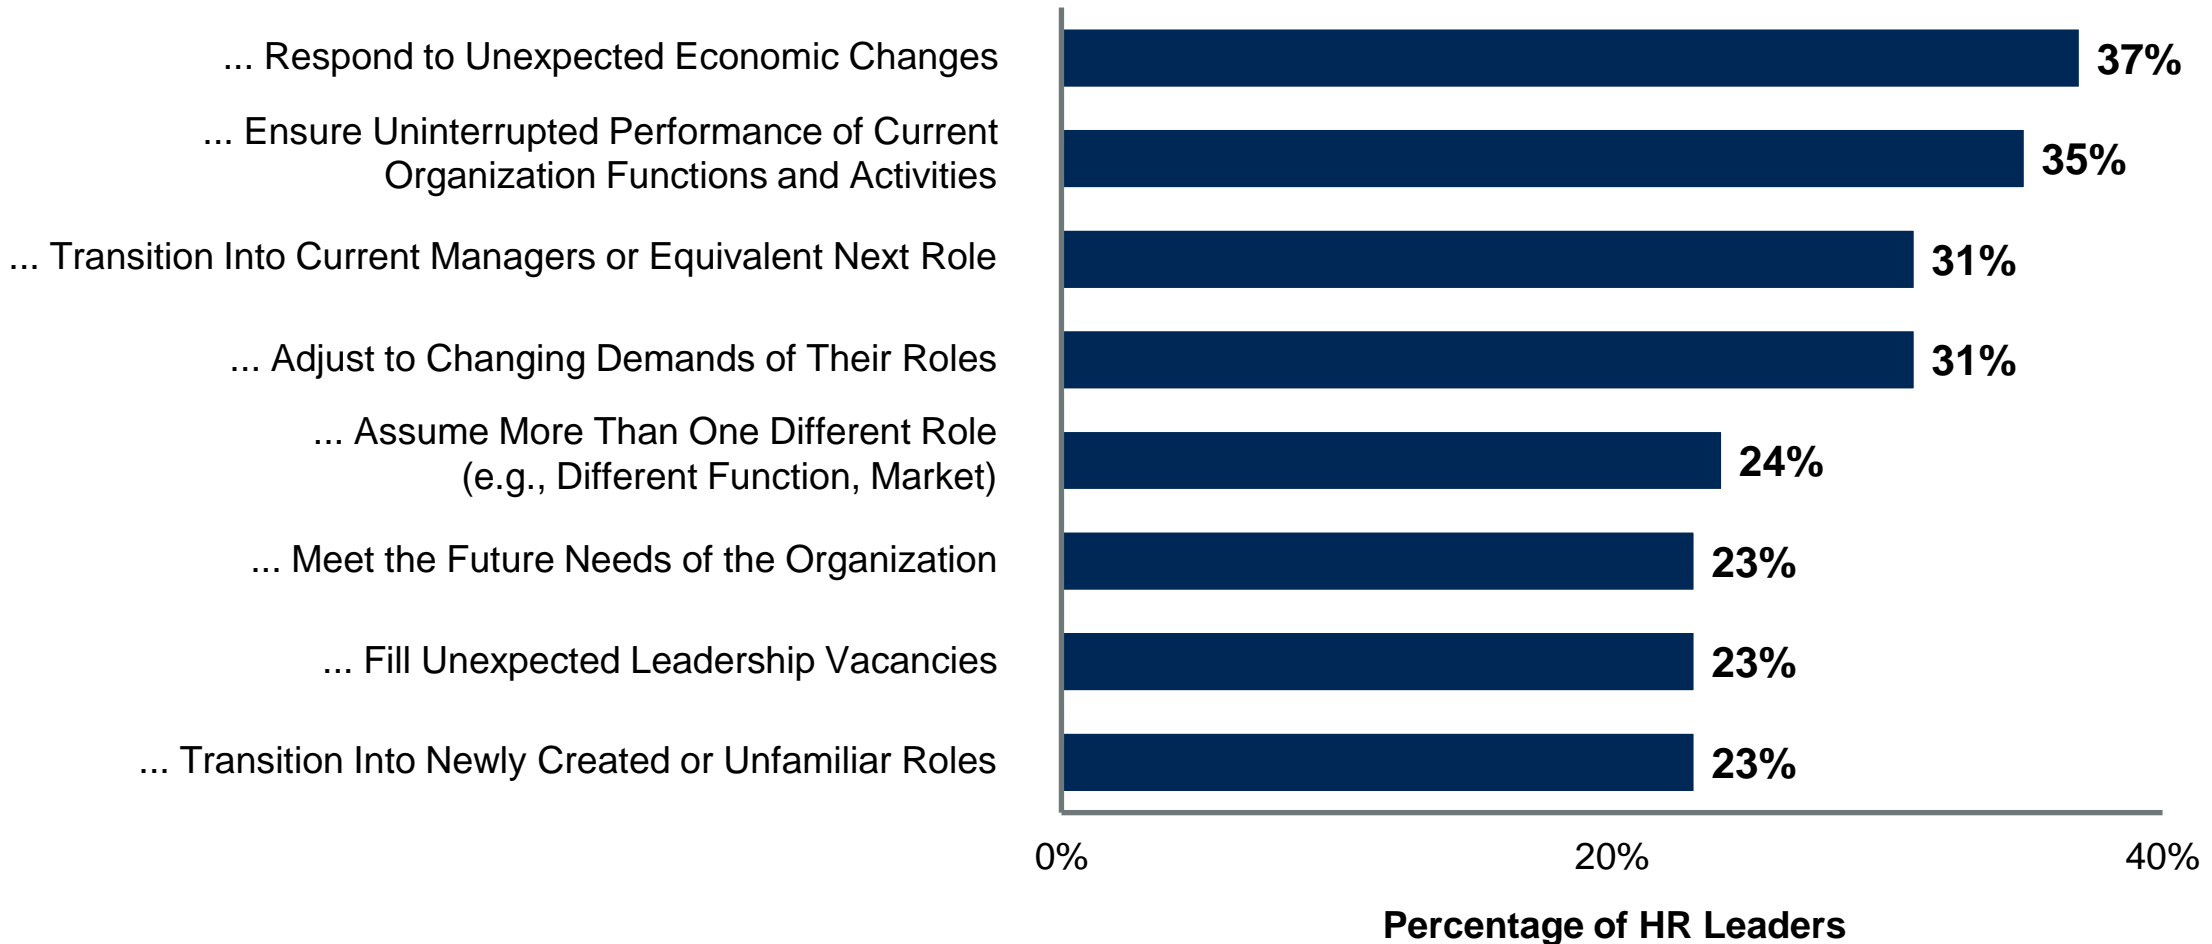 ... Respond to Unexpected Economic Changes
37%
... Ensure Uninterrupted Performance of Current
Organization Functions and Activities
35%
... Transition Into Current Managers or Equivalent Next Role
31%
... Adjust to Changing Demands of Their Roles
31%
... Assume More Than One Different Role
(e.g., Different Function, Market)
24%
... Meet the Future Needs of the Organization
23%
... Fill Unexpected Leadership Vacancies
23%
... Transition Into Newly Created or Unfamiliar Roles
23%
0% 20% 40%
Percentage of HR Leaders